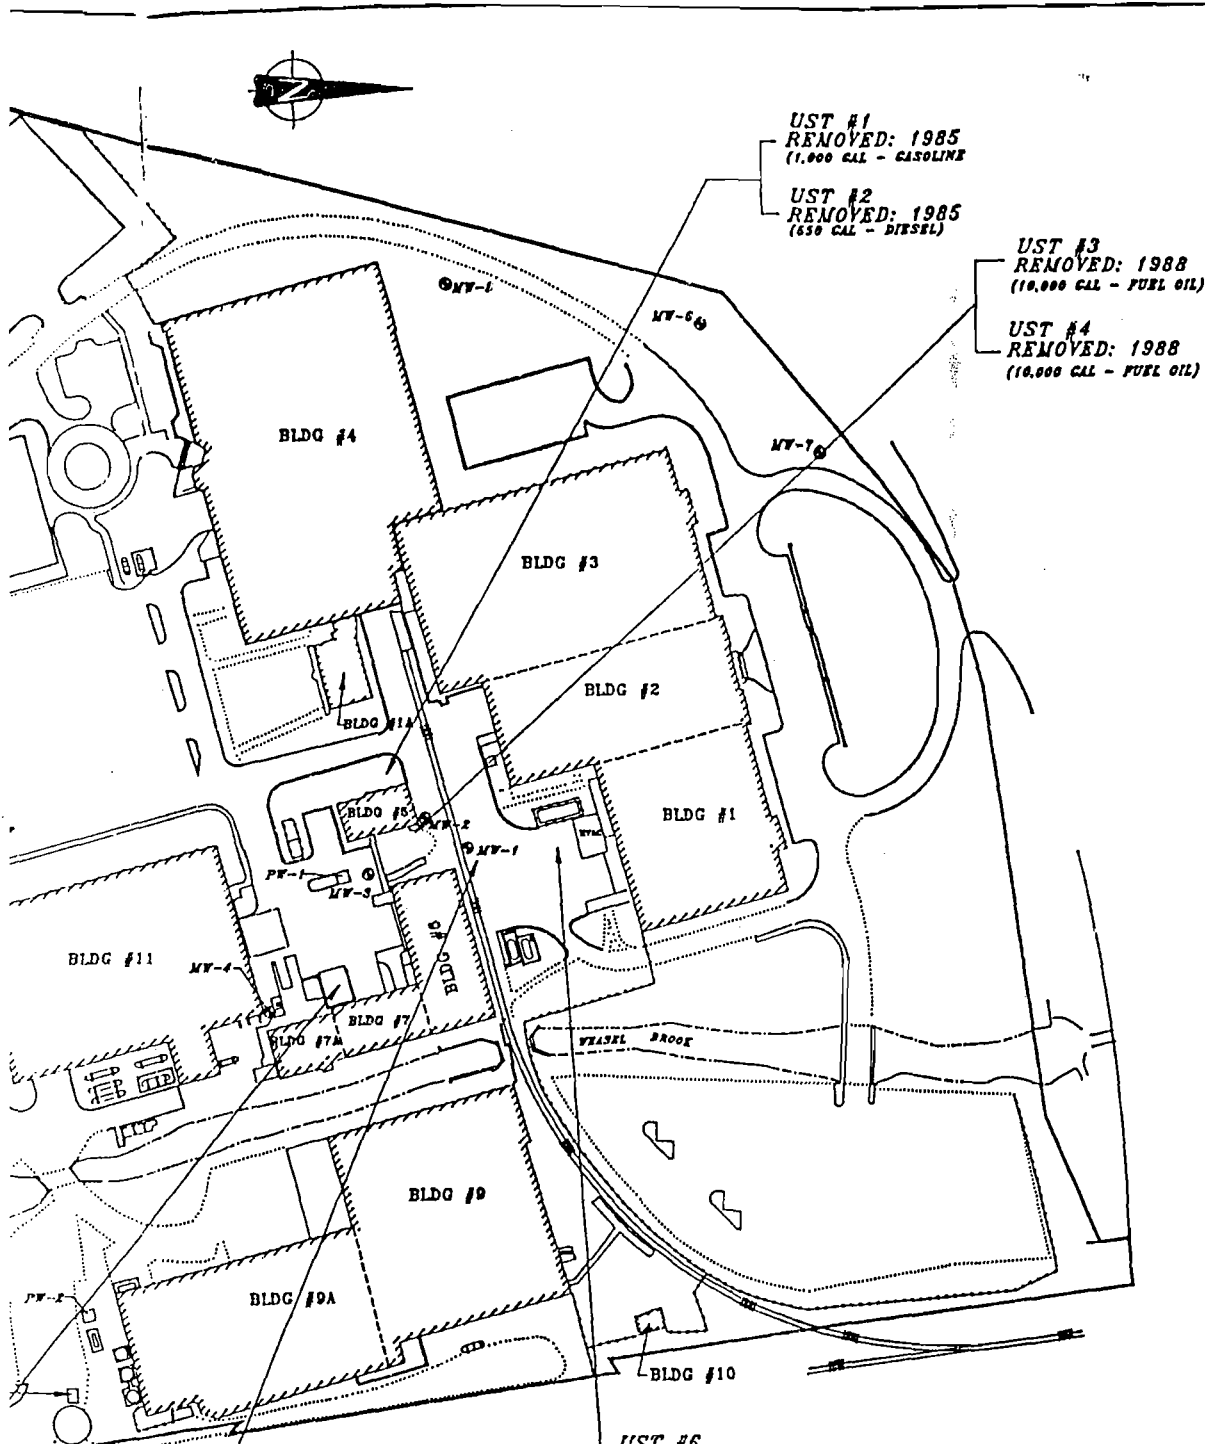 N
UST #1
REMOVED: 1985
(1,000 GAL - GASOLINE
UST #2
REMOVED: 1985
(550 GAL - DIESEL)
UST #3
REMOVED: 1988
(10,000 GAL - FUEL OIL)
UST #4
REMOVED: 1988
(10,000 GAL - FUEL OIL)
MW-6
MW-7
BLDG #4
BLDG #3
BLDG #2
BLDG #1A
BLDG #5
MW-2
BLDG #1
MW-1
PW-1
MW-3
BLDG #6
BLDG #11
MW-4
BLDG #7
BLDG #7A
WEASEL BROOK
BLDG #9
PW-2
BLDG #9A
BLDG #10
UST #6